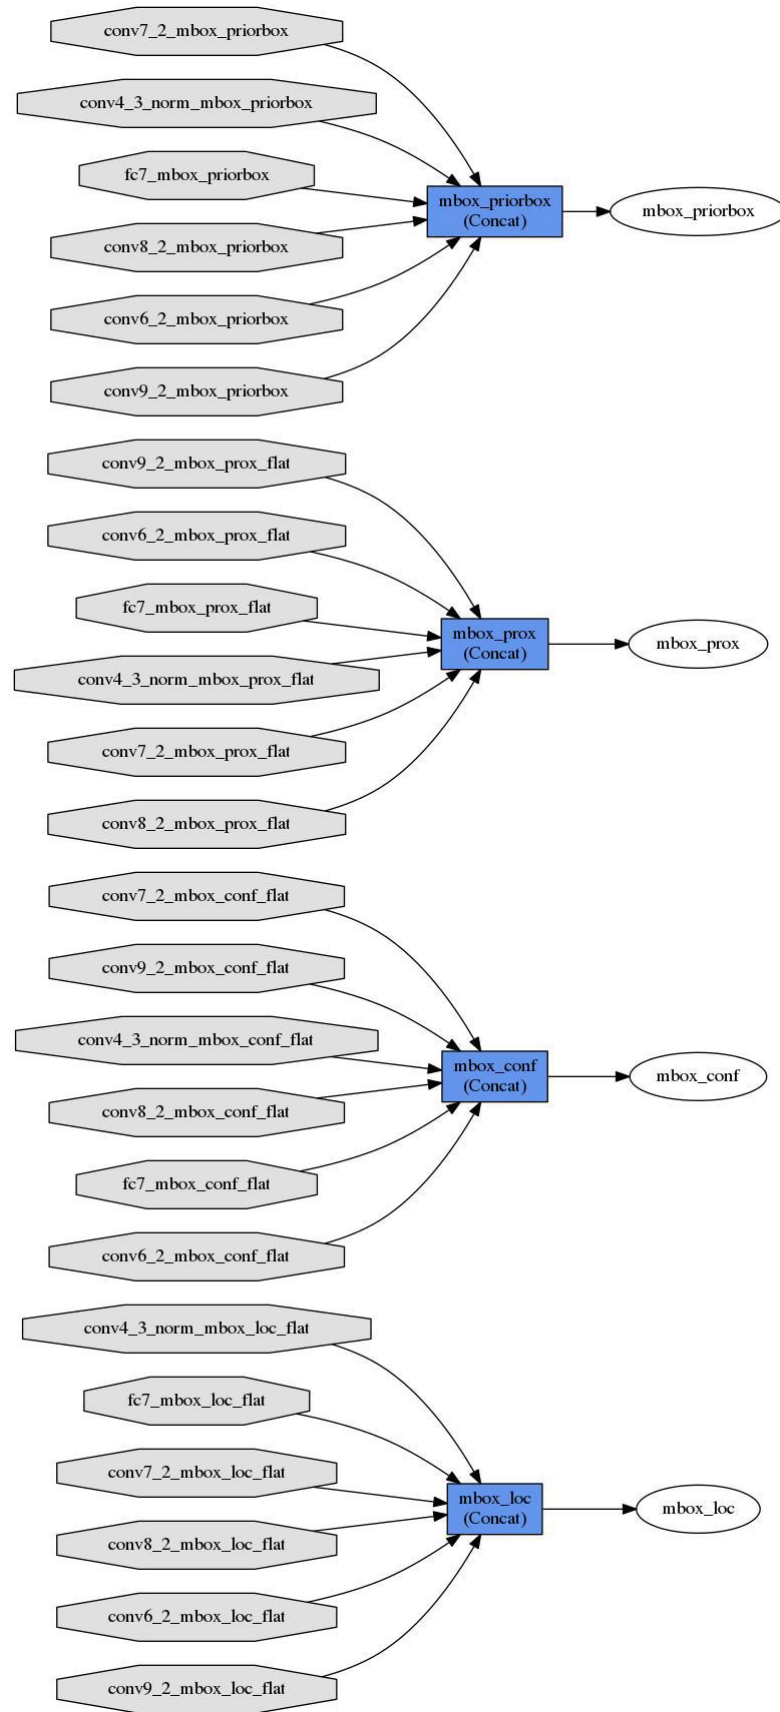 conv7_2_mbox_priorbox
conv4_3_norm_mbox_priorbox
fc7_mbox_priorbox
conv8_2_mbox_priorbox
conv6_2_mbox_priorbox
conv9_2_mbox_priorbox
mbox_priorbox
(Concat)
mbox_priorbox
conv9_2_mbox_prox_flat
conv6_2_mbox_prox_flat
fc7_mbox_prox_flat
conv4_3_norm_mbox_prox_flat
conv7_2_mbox_prox_flat
conv8_2_mbox_prox_flat
mbox_prox
(Concat)
mbox_prox
conv7_2_mbox_conf_flat
conv9_2_mbox_conf_flat
conv4_3_norm_mbox_conf_flat
conv8_2_mbox_conf_flat
fc7_mbox_conf_flat
conv6_2_mbox_conf_flat
mbox_conf
(Concat)
mbox_conf
conv4_3_norm_mbox_loc_flat
fc7_mbox_loc_flat
conv7_2_mbox_loc_flat
conv8_2_mbox_loc_flat
conv6_2_mbox_loc_flat
conv9_2_mbox_loc_flat
mbox_loc
(Concat)
mbox_loc